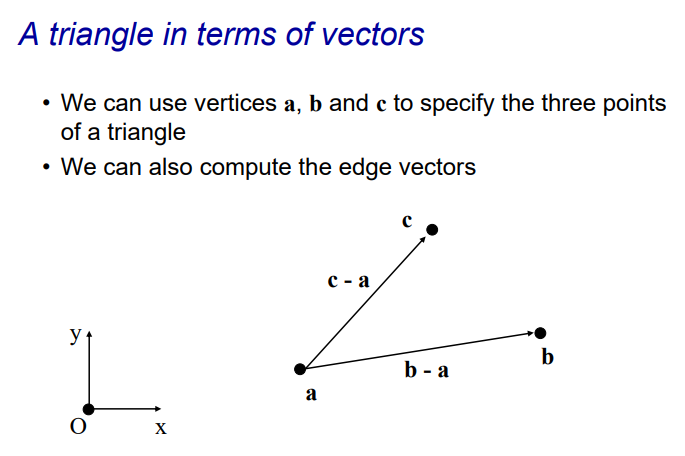 A triangle in terms of vectors
• We can use vertices a, b and c to specify the three points
of a triangle
• We can also compute the edge vectors
c
c - a
y
b
b - a
a
O
x